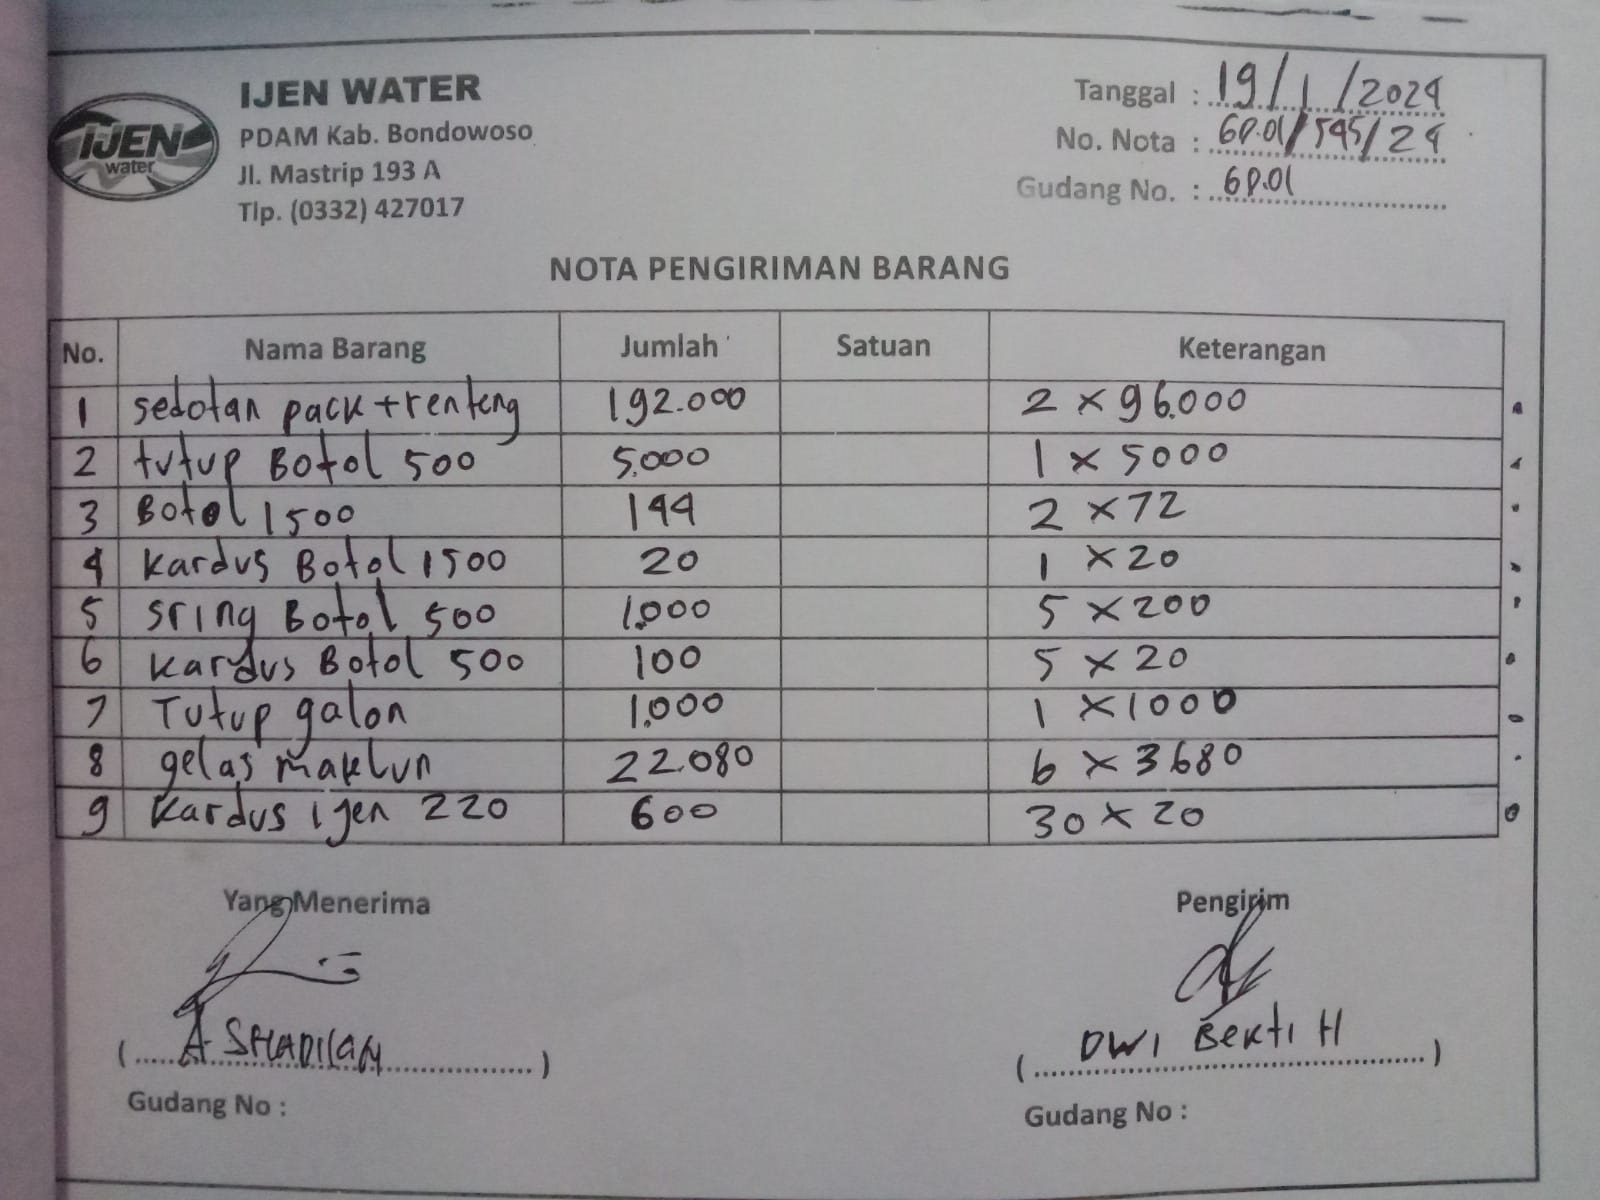 IJEN WATER
PDAM Kab. Bondowoso
Jl. Mastrip 193 A
Tlp. (0332) 427017
IJEN
water
Tanggal : 19/1/2024
No. Nota : GP.01/545/24
Gudang No. : GP.01
NOTA PENGIRIMAN BARANG
No. Nama Barang Jumlah Satuan Keterangan
1 sedotan pack+renteng 192.000 2 x 96.000
2 tutup Botol 500 5.000 1 x 5000
3 Botol 1500 144 2 x 72
4 kardus Botol 1500 20 1 x 20
5 sring Botol 500 1.000 5 x 200
6 kardus Botol 500 100 5 x 20
7 Tutup galon 1.000 1 x 1000
8 gelas maklun 22.080 6 x 3680
9 kardus ijen 220 600 30 x 20
Yang Menerima Pengirim
(A) (DWI Bekti H)
Gudang No : Gudang No :